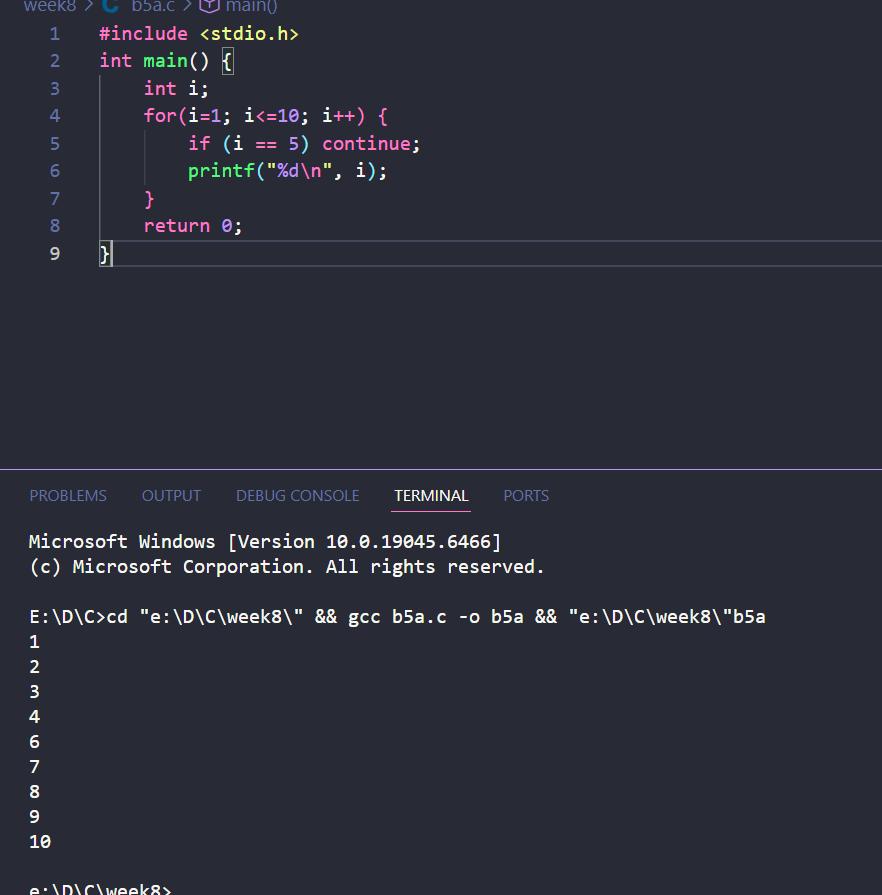 week8 > C b5a.c > main()
1 #include <stdio.h>
2 int main() {
3     int i;
4     for(i=1; i<=10; i++) {
5         if (i == 5) continue;
6         printf("%d\n", i);
7     }
8     return 0;
9 }
PROBLEMS OUTPUT DEBUG CONSOLE TERMINAL PORTS
Microsoft Windows [Version 10.0.19045.6466]
(c) Microsoft Corporation. All rights reserved.
E:\D\C>cd "e:\D\C\week8\" && gcc b5a.c -o b5a && "e:\D\C\week8\"b5a
1
2
3
4
6
7
8
9
10
e:\D\C\week8>